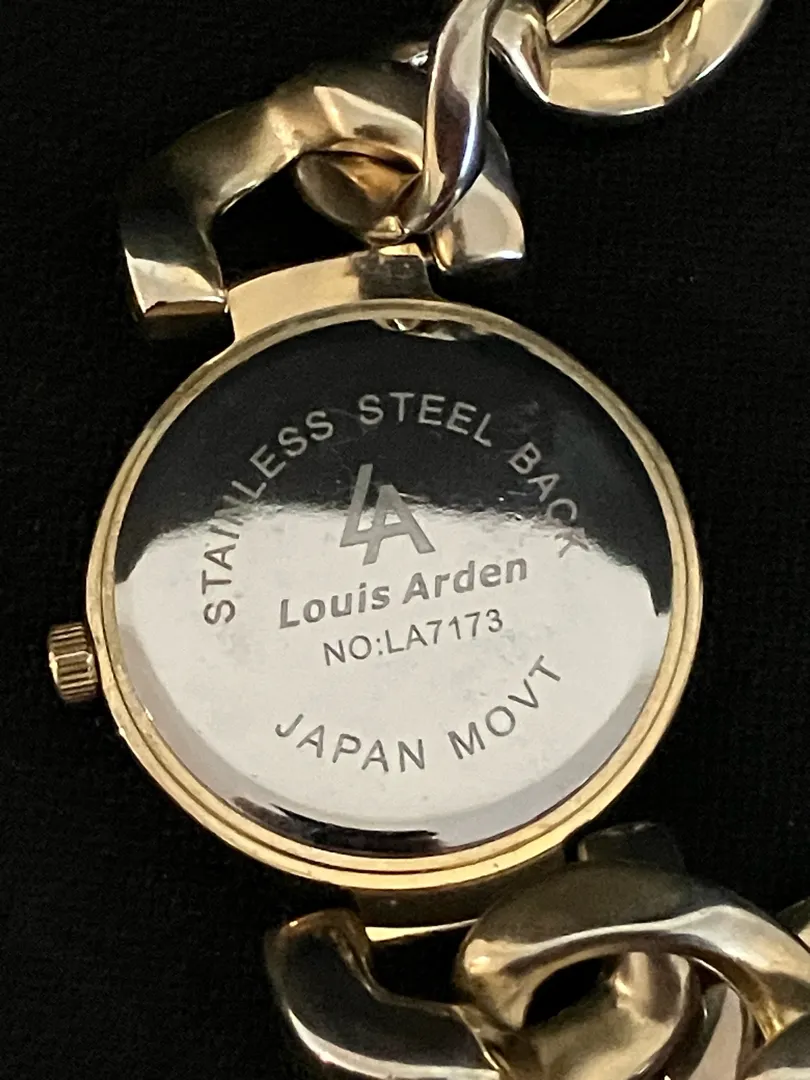 STAINLESS STEEL BACK
LA
Louis Arden
NO:LA7173
JAPAN MOVT